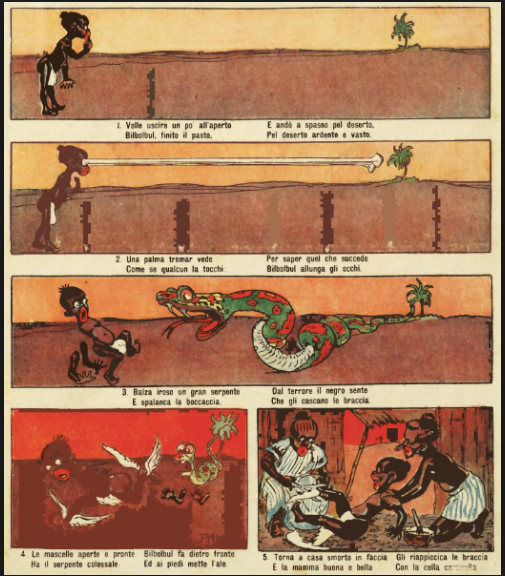 1. Volle uscire un po' all'aperto
Bilbolbul, finito il pasto,
E andò a spasso pel deserto,
Pel deserto ardente e vasto.
2. Una palma tremar vede
Come se qualcun la tocchi
Per saper quel che succede
Bilbolbul allunga gli occhi.
3. Balza iroso un gran serpente
E spalanca la boccaccia.
Dal terrore il negro sente
Che gli cascano le braccia.
4. Le mascelle aperte e pronte
Ha il serpente colossale.
Bilbolbul fa dietro fronte
Ed ai piedi mette l'ale.
5. Torna a casa smorto in faccia
E la mamma buona e bella
Gli riappiccica le braccia
Con la colla